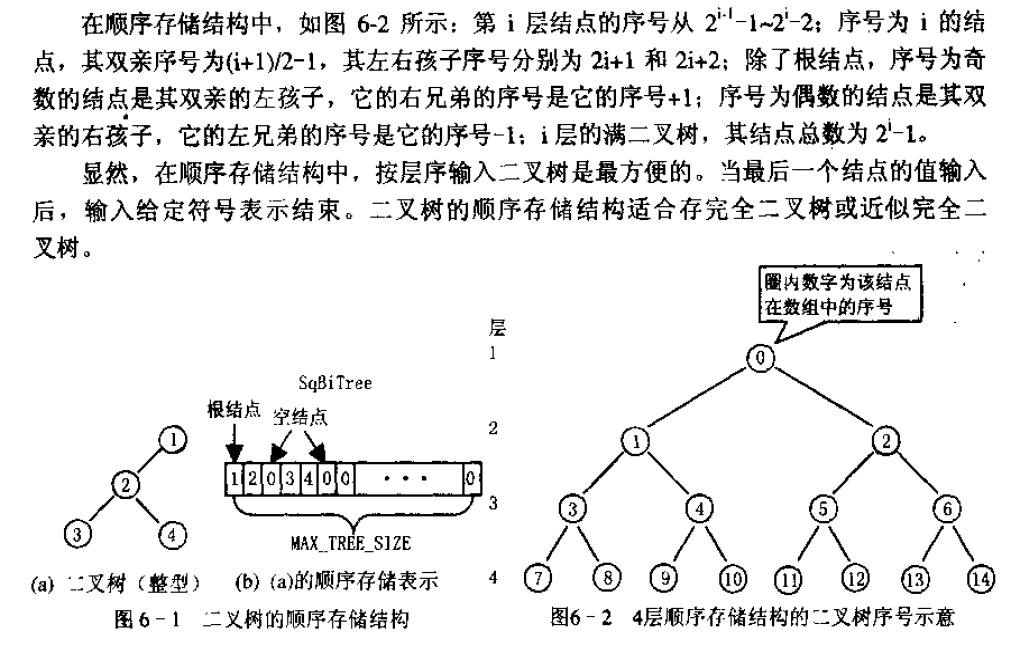 在顺序存储结构中，如图 6-2 所示：第 i 层结点的序号从 2^{i-1}-1~2^i-2；序号为 i 的结
点，其双亲序号为(i+1)/2-1，其左右孩子序号分别为 2i+1 和 2i+2；除了根结点，序号为奇
数的结点是其双亲的左孩子，它的右兄弟的序号是它的序号+1；序号为偶数的结点是其双
亲的右孩子，它的左兄弟的序号是它的序号-1；i 层的满二叉树，其结点总数为 2^i-1。
显然，在顺序存储结构中，按层序输入二叉树是最方便的。当最后一个结点的值输入
后，输入给定符号表示结束。二叉树的顺序存储结构适合存完全二叉树或近似完全二
叉树。
SqBiTree
根结点 空结点
1
2
3 4
1 2 0 3 4 0 0 ··· 0
MAX_TREE_SIZE
(a) 二叉树（整型） (b) (a)的顺序存储表示
图6-1 二叉树的顺序存储结构
圈内数字为该结点
在数组中的序号
层
1 0
2 1 2
3 3 4 5 6
4 7 8 9 10 11 12 13 14
图6-2 4层顺序存储结构的二叉树序号示意